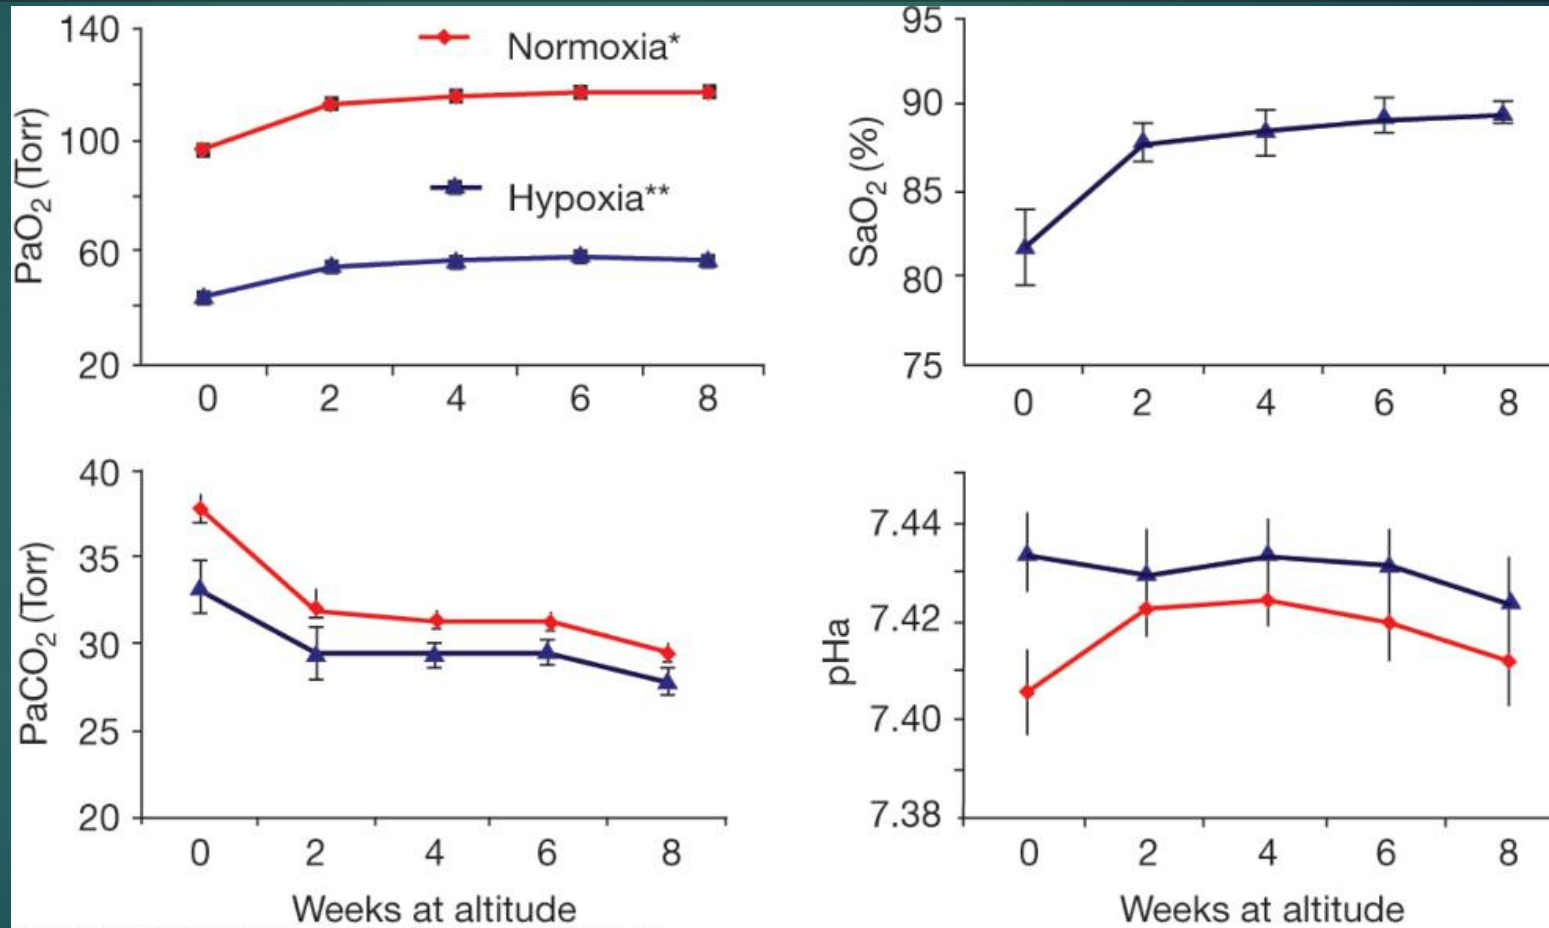 140
100
60
20
PaO₂ (Torr)
Normoxia*
Hypoxia**
0 2 4 6 8
95
90
85
80
75
SaO₂ (%)
0 2 4 6 8
40
35
30
25
20
PaCO₂ (Torr)
0 2 4 6 8
Weeks at altitude
7.44
7.42
7.40
7.38
pHa
0 2 4 6 8
Weeks at altitude